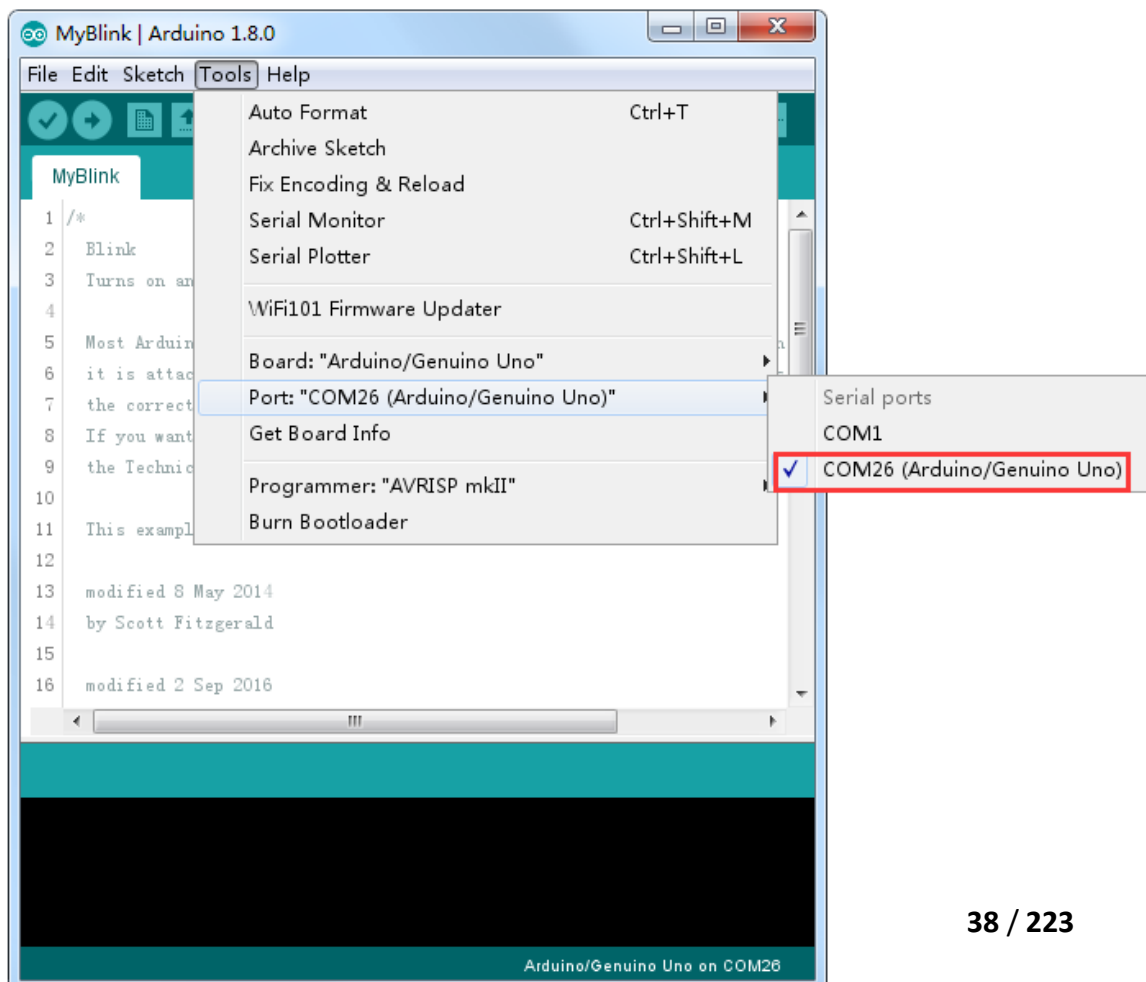 MyBlink | Arduino 1.8.0
File Edit Sketch Tools Help
Auto Format Ctrl+T
Archive Sketch
MyBlink
Fix Encoding & Reload
1 /*
Serial Monitor Ctrl+Shift+M
2 Blink
Serial Plotter Ctrl+Shift+L
3 Turns on an
4
WiFi101 Firmware Updater
5 Most Arduin
Board: "Arduino/Genuino Uno"
6 it is attac
7 the correct
Port: "COM26 (Arduino/Genuino Uno)"
Serial ports
8 If you want
Get Board Info
COM1
9 the Technic
COM26 (Arduino/Genuino Uno)
Programmer: "AVRISP mkII"
10
Burn Bootloader
11 This exampl
12
13 modified 8 May 2014
14 by Scott Fitzgerald
15
16 modified 2 Sep 2016
38 / 223
Arduino/Genuino Uno on COM26